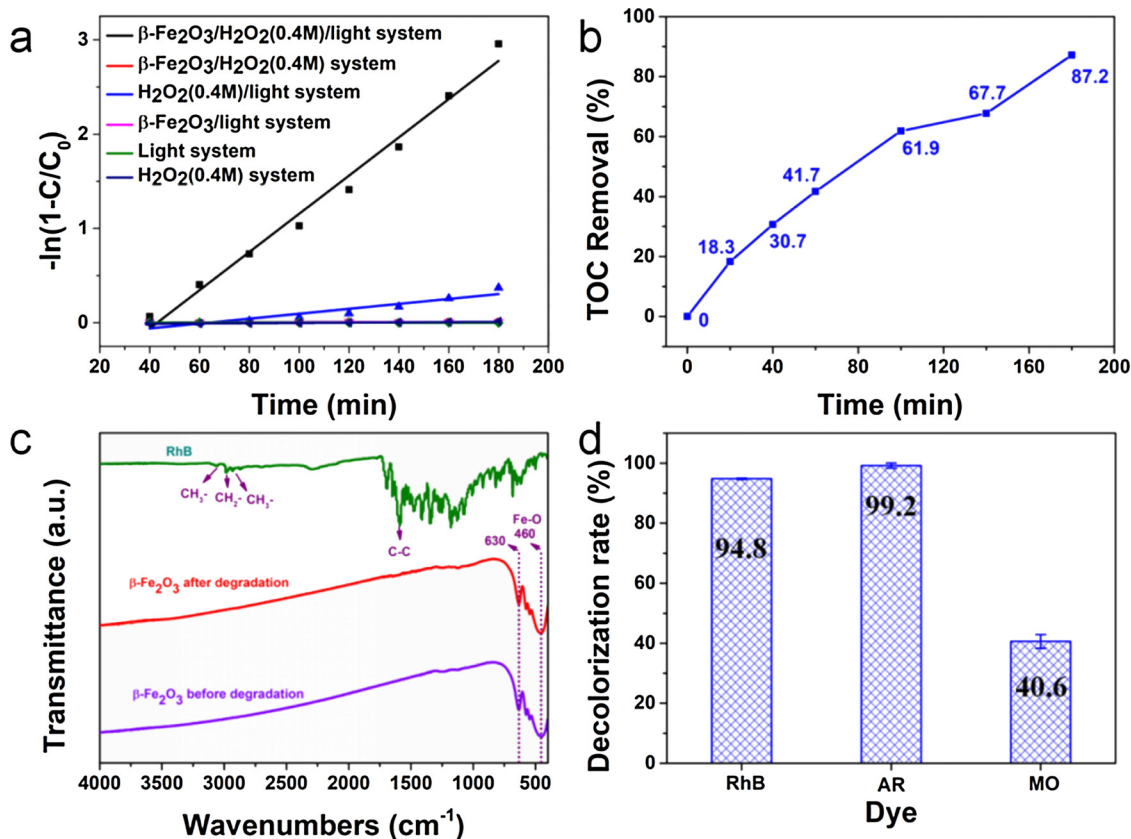 a
-ln(1-C/C₀)
3
2
1
0
β-Fe₂O₃/H₂O₂(0.4M)/light system
β-Fe₂O₃/H₂O₂(0.4M) system
H₂O₂(0.4M)/light system
β-Fe₂O₃/light system
Light system
H₂O₂(0.4M) system
20 40 60 80 100 120 140 160 180 200
Time (min)
b
TOC Removal (%)
100
80
60
40
20
0
0
18.3
30.7
41.7
61.9
67.7
87.2
0 40 80 120 160 200
Time (min)
c
Transmittance (a.u.)
RhB
CH₃- CH₂- CH₃-
C-C
Fe-O
630 460
β-Fe₂O₃ after degradation
β-Fe₂O₃ before degradation
4000 3500 3000 2500 2000 1500 1000 500
Wavenumbers (cm⁻¹)
d
Decolorization rate (%)
100
80
60
40
20
0
94.8
99.2
40.6
RhB AR MO
Dye